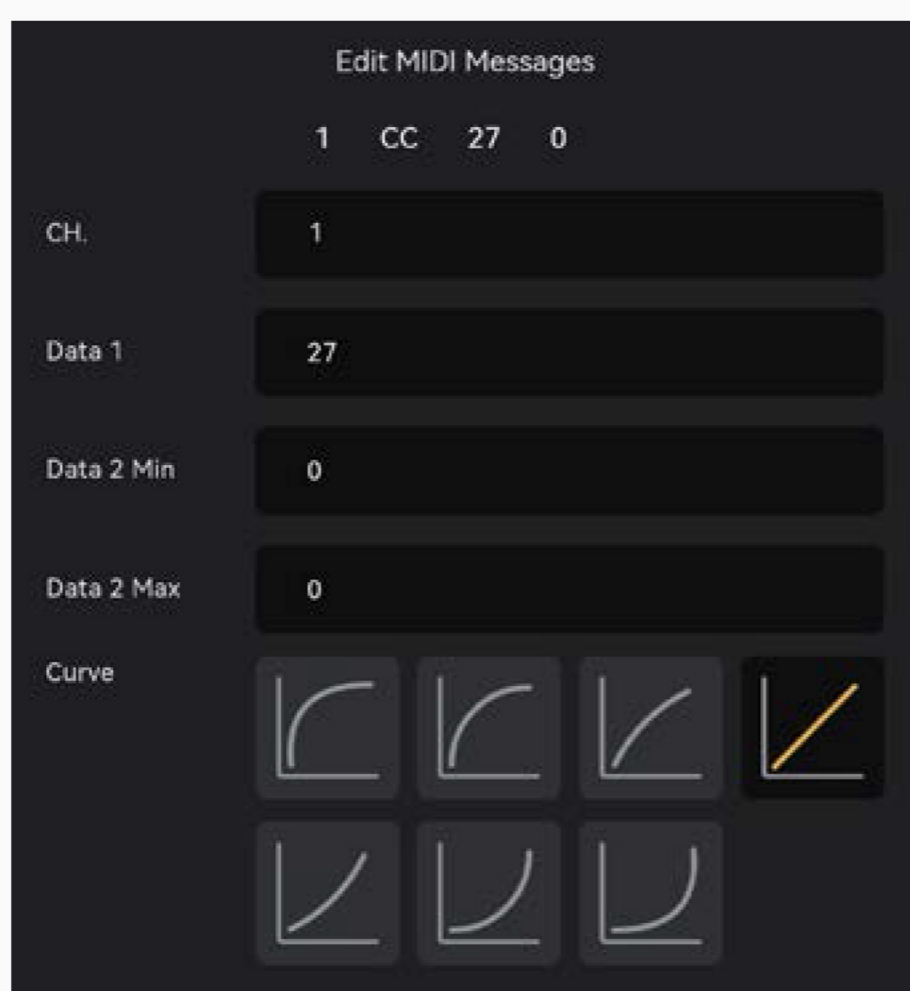 Edit MIDI Messages
1 CC 27 0
CH. 1
Data 1 27
Data 2 Min 0
Data 2 Max 0
Curve